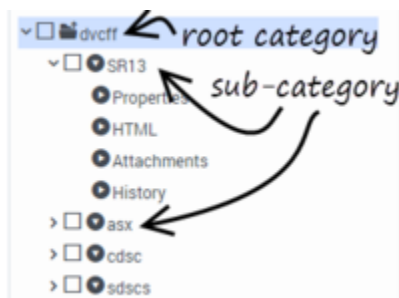 dvcff root category
SR13
Properties sub-category
HTML
Attachments
History
asx
cdsc
sdscs